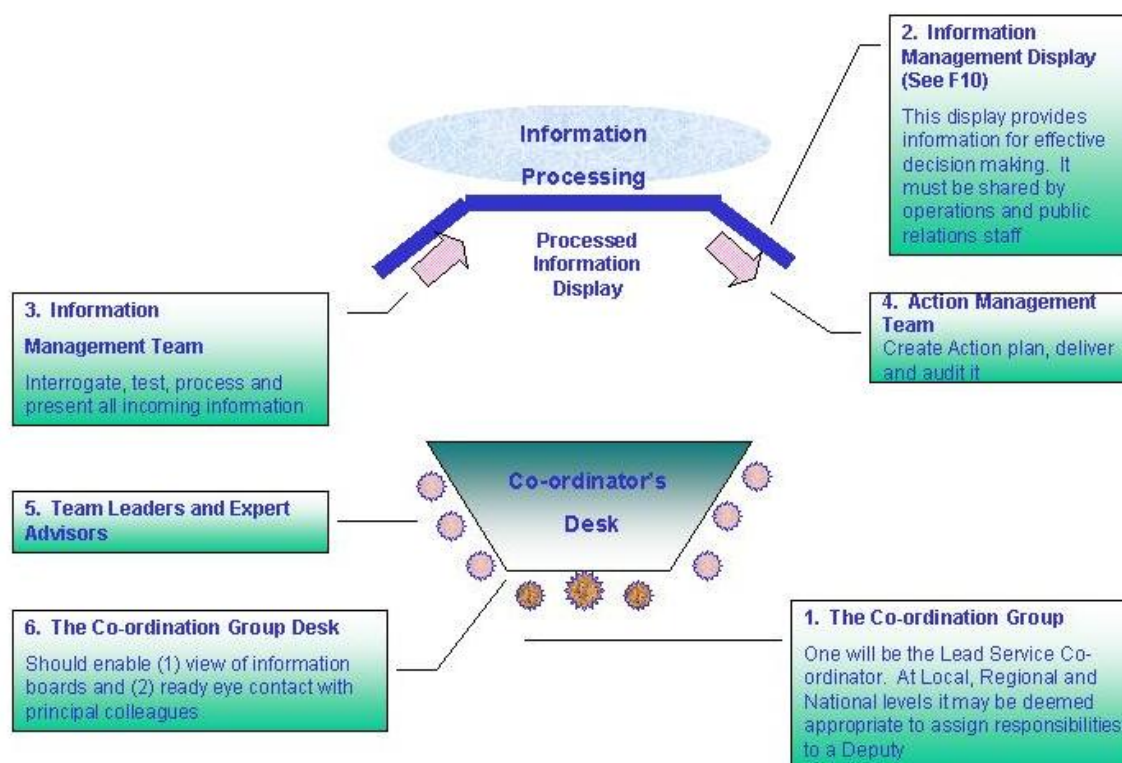 2. Information
Management Display
(See F10)
This display provides
information for effective
decision making. It
must be shared by
operations and public
relations staff
Information
Processing
Processed
Information
Display
3. Information
Management Team
Interrogate, test, process and
present all incoming information
4. Action Management
Team
Create Action plan, deliver
and audit it
Co-ordinator's
Desk
5. Team Leaders and Expert
Advisors
6. The Co-ordination Group Desk
Should enable (1) view of information
boards and (2) ready eye contact with
principal colleagues
1. The Co-ordination Group
One will be the Lead Service Co-
ordinator. At Local, Regional and
National levels it may be deemed
appropriate to assign responsibilities
to a Deputy